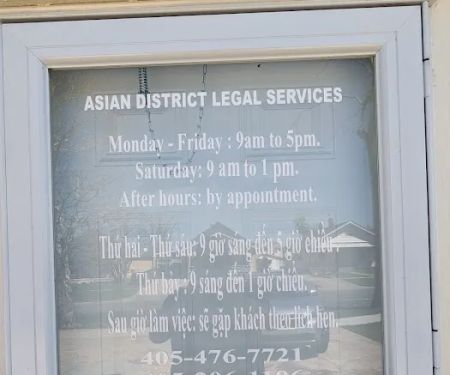 ASIAN DISTRICT LEGAL SERVICES
Monday - Friday : 9am to 5pm.
Saturday: 9 am to 1 pm.
After hours: by appointment.
Thứ hai - Thứ sáu: 9 giờ sáng đến 5 giờ chiều .
Thứ bảy : 9 sáng đến 1 giờ chiều.
Sau giờ làm việc: sẽ gặp khách theo lịch hẹn.
405-476-7721